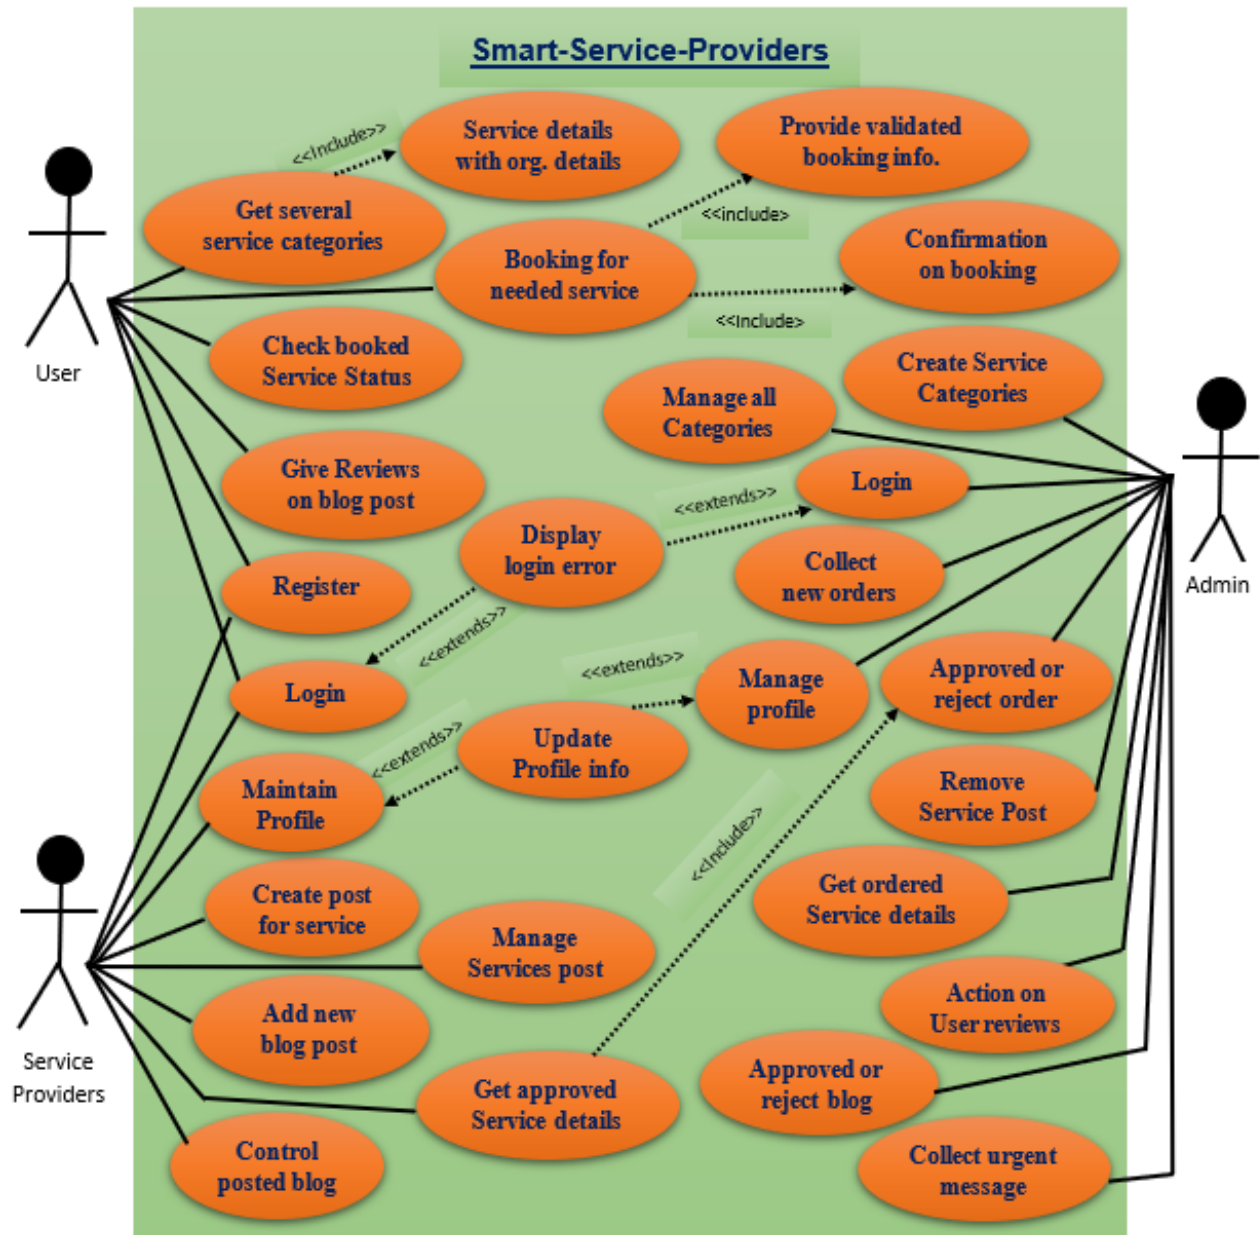 Smart-Service-Providers
<<Include>>
Service details
with org. details
Provide validated
booking info.
Get several
service categories
<<include>
Booking for
needed service
Confirmation
on booking
<<Include>
User
Check booked
Service Status
Create Service
Categories
Manage all
Categories
Give Reviews
on blog post
<<extends>>
Login
Display
login error
Collect
new orders
Admin
Register
<<extends>>
<<extends>>
Login
Manage
profile
Approved or
reject order
<<extends>>
Update
Profile info
Maintain
Profile
Remove
Service Post
<<Include>>
Create post
for service
Get ordered
Service details
Manage
Services post
Add new
blog post
Action on
User reviews
Service
Providers
Get approved
Service details
Approved or
reject blog
Control
posted blog
Collect urgent
message